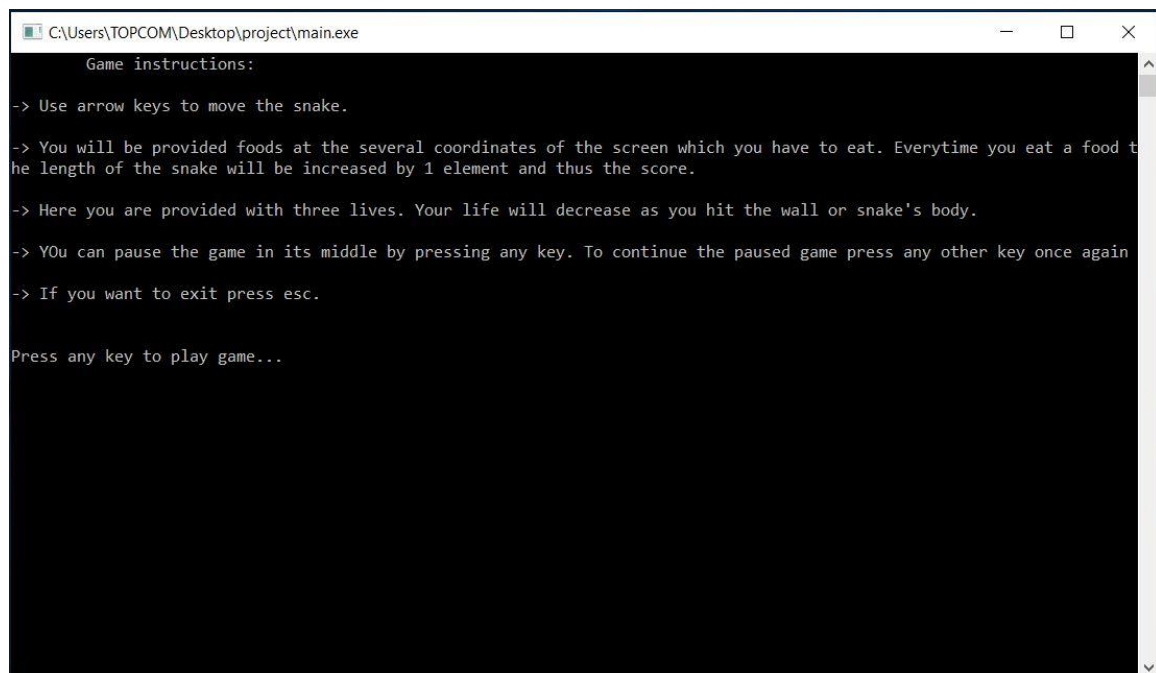 C:\Users\TOPCOM\Desktop\project\main.exe
Game instructions:
-> Use arrow keys to move the snake.
-> You will be provided foods at the several coordinates of the screen which you have to eat. Everytime you eat a food t
he length of the snake will be increased by 1 element and thus the score.
-> Here you are provided with three lives. Your life will decrease as you hit the wall or snake's body.
-> YOu can pause the game in its middle by pressing any key. To continue the paused game press any other key once again
-> If you want to exit press esc.
Press any key to play game...